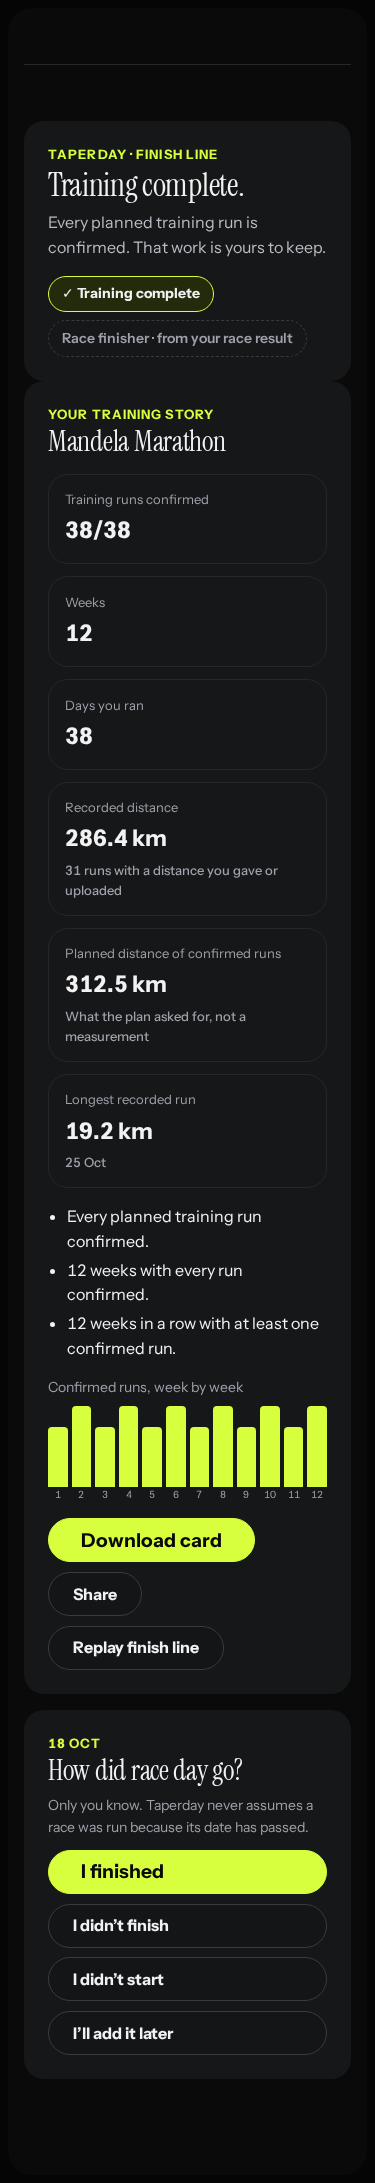 TAPERDAY · FINISH LINE
Training complete.
Every planned training run is
confirmed. That work is yours to keep.
✓ Training complete
Race finisher · from your race result
YOUR TRAINING STORY
Mandela Marathon
Training runs confirmed
38/38
Weeks
12
Days you ran
38
Recorded distance
286.4 km
31 runs with a distance you gave or
uploaded
Planned distance of confirmed runs
312.5 km
What the plan asked for, not a
measurement
Longest recorded run
19.2 km
25 Oct
• Every planned training run
confirmed.
• 12 weeks with every run
confirmed.
• 12 weeks in a row with at least one
confirmed run.
Confirmed runs, week by week
1 2 3 4 5 6 7 8 9 10 11 12
Download card
Share
Replay finish line
18 OCT
How did race day go?
Only you know. Taperday never assumes a
race was run because its date has passed.
I finished
I didn’t finish
I didn’t start
I’ll add it later